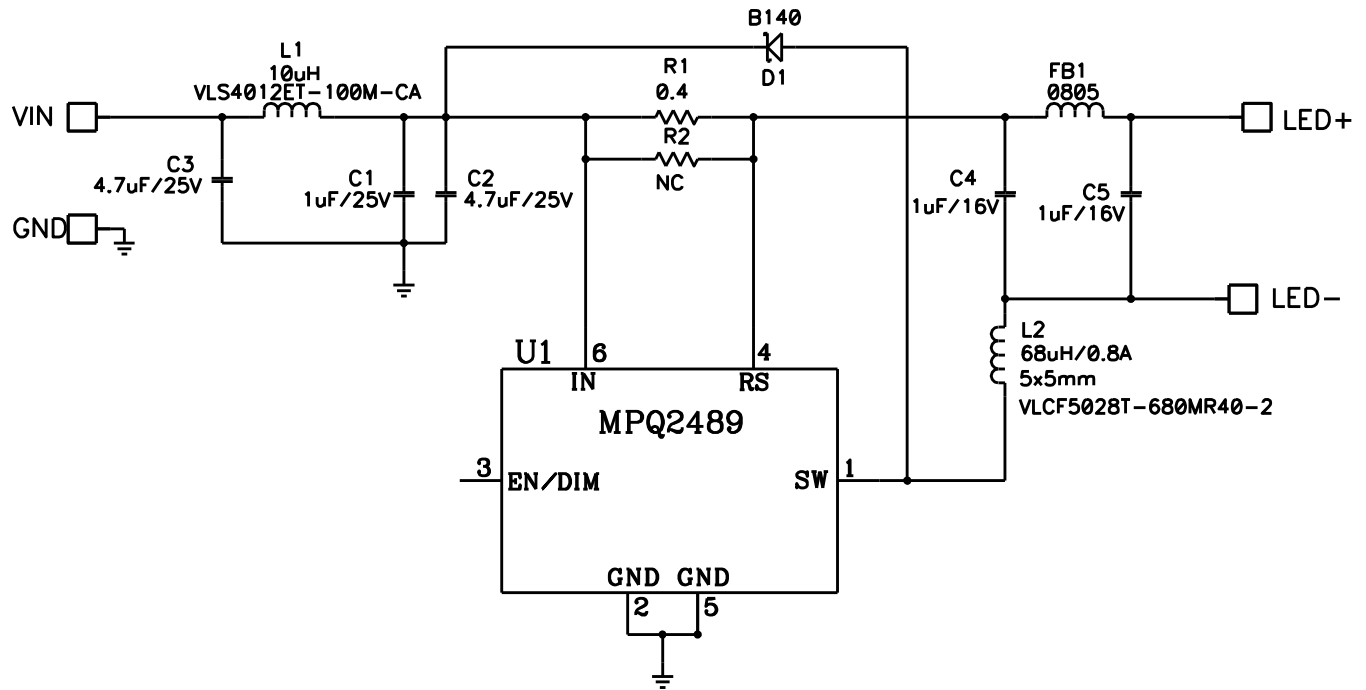 B140
D1
L1
10uH
VLS4012ET-100M-CA
R1
0.4
FB1
0805
VIN
LED+
R2
NC
C3
4.7uF/25V
C1
1uF/25V
C2
4.7uF/25V
C4
1uF/16V
C5
1uF/16V
GND
LED-
L2
68uH/0.8A
5x5mm
VLCF5028T-680MR40-2
U1
6
4
IN
RS
MPQ2489
3
EN/DIM
SW
1
GND GND
2
5